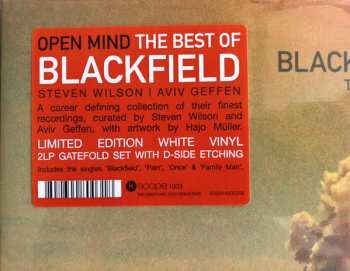 OPEN MIND THE BEST OF
BLACKFIELD
STEVEN WILSON | AVIV GEFFEN
A career defining collection of their finest
recordings, curated by Steven Wilson and
Aviv Geffen, with artwork by Hajo Müller.
LIMITED EDITION WHITE VINYL
2LP GATEFOLD SET WITH D-SIDE ETCHING
Includes the singles 'Blackfield', 'Pain', 'Once' & 'Family Man'.
kscope 1003
BLACK
T